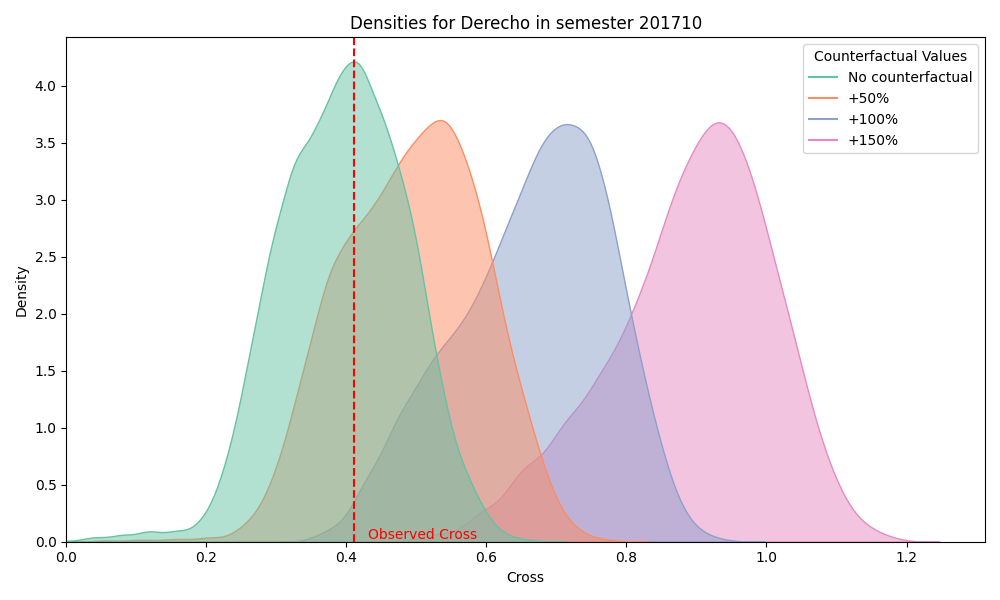 Densities for Derecho in semester 201710
Counterfactual Values
No counterfactual
+50%
+100%
+150%
Density
4.0
3.5
3.0
2.5
2.0
1.5
1.0
0.5
0.0
Observed Cross
0.0 0.2 0.4 0.6 0.8 1.0 1.2
Cross